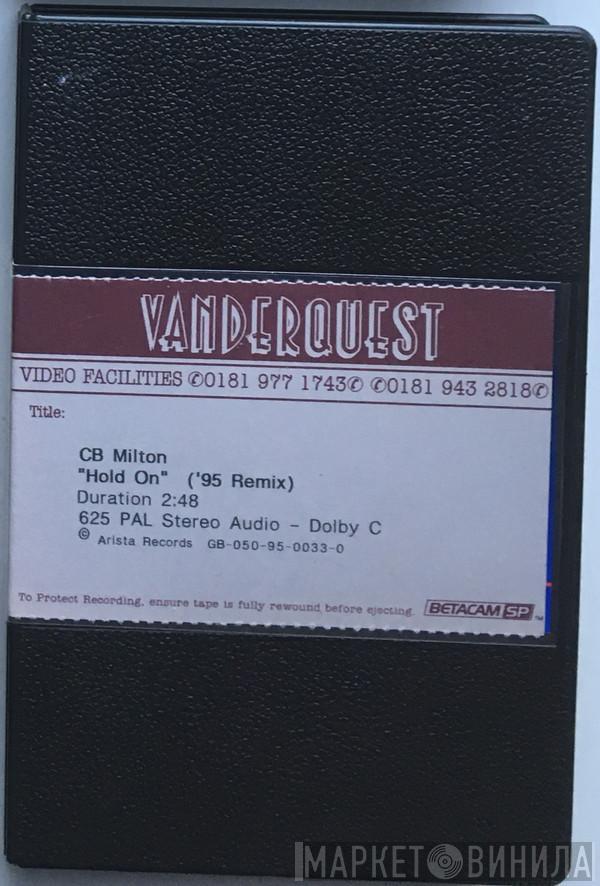 VANDERQUEST
VIDEO FACILITIES ✆0181 977 1743✆ ✆0181 943 2818✆
Title:
CB Milton
"Hold On" ('95 Remix)
Duration 2:48
625 PAL Stereo Audio - Dolby C
© Arista Records GB-050-95-0033-0
To Protect Recording, ensure tape is fully rewound before ejecting. BETACAM SP ™
МАРКЕТ ВИНИЛА